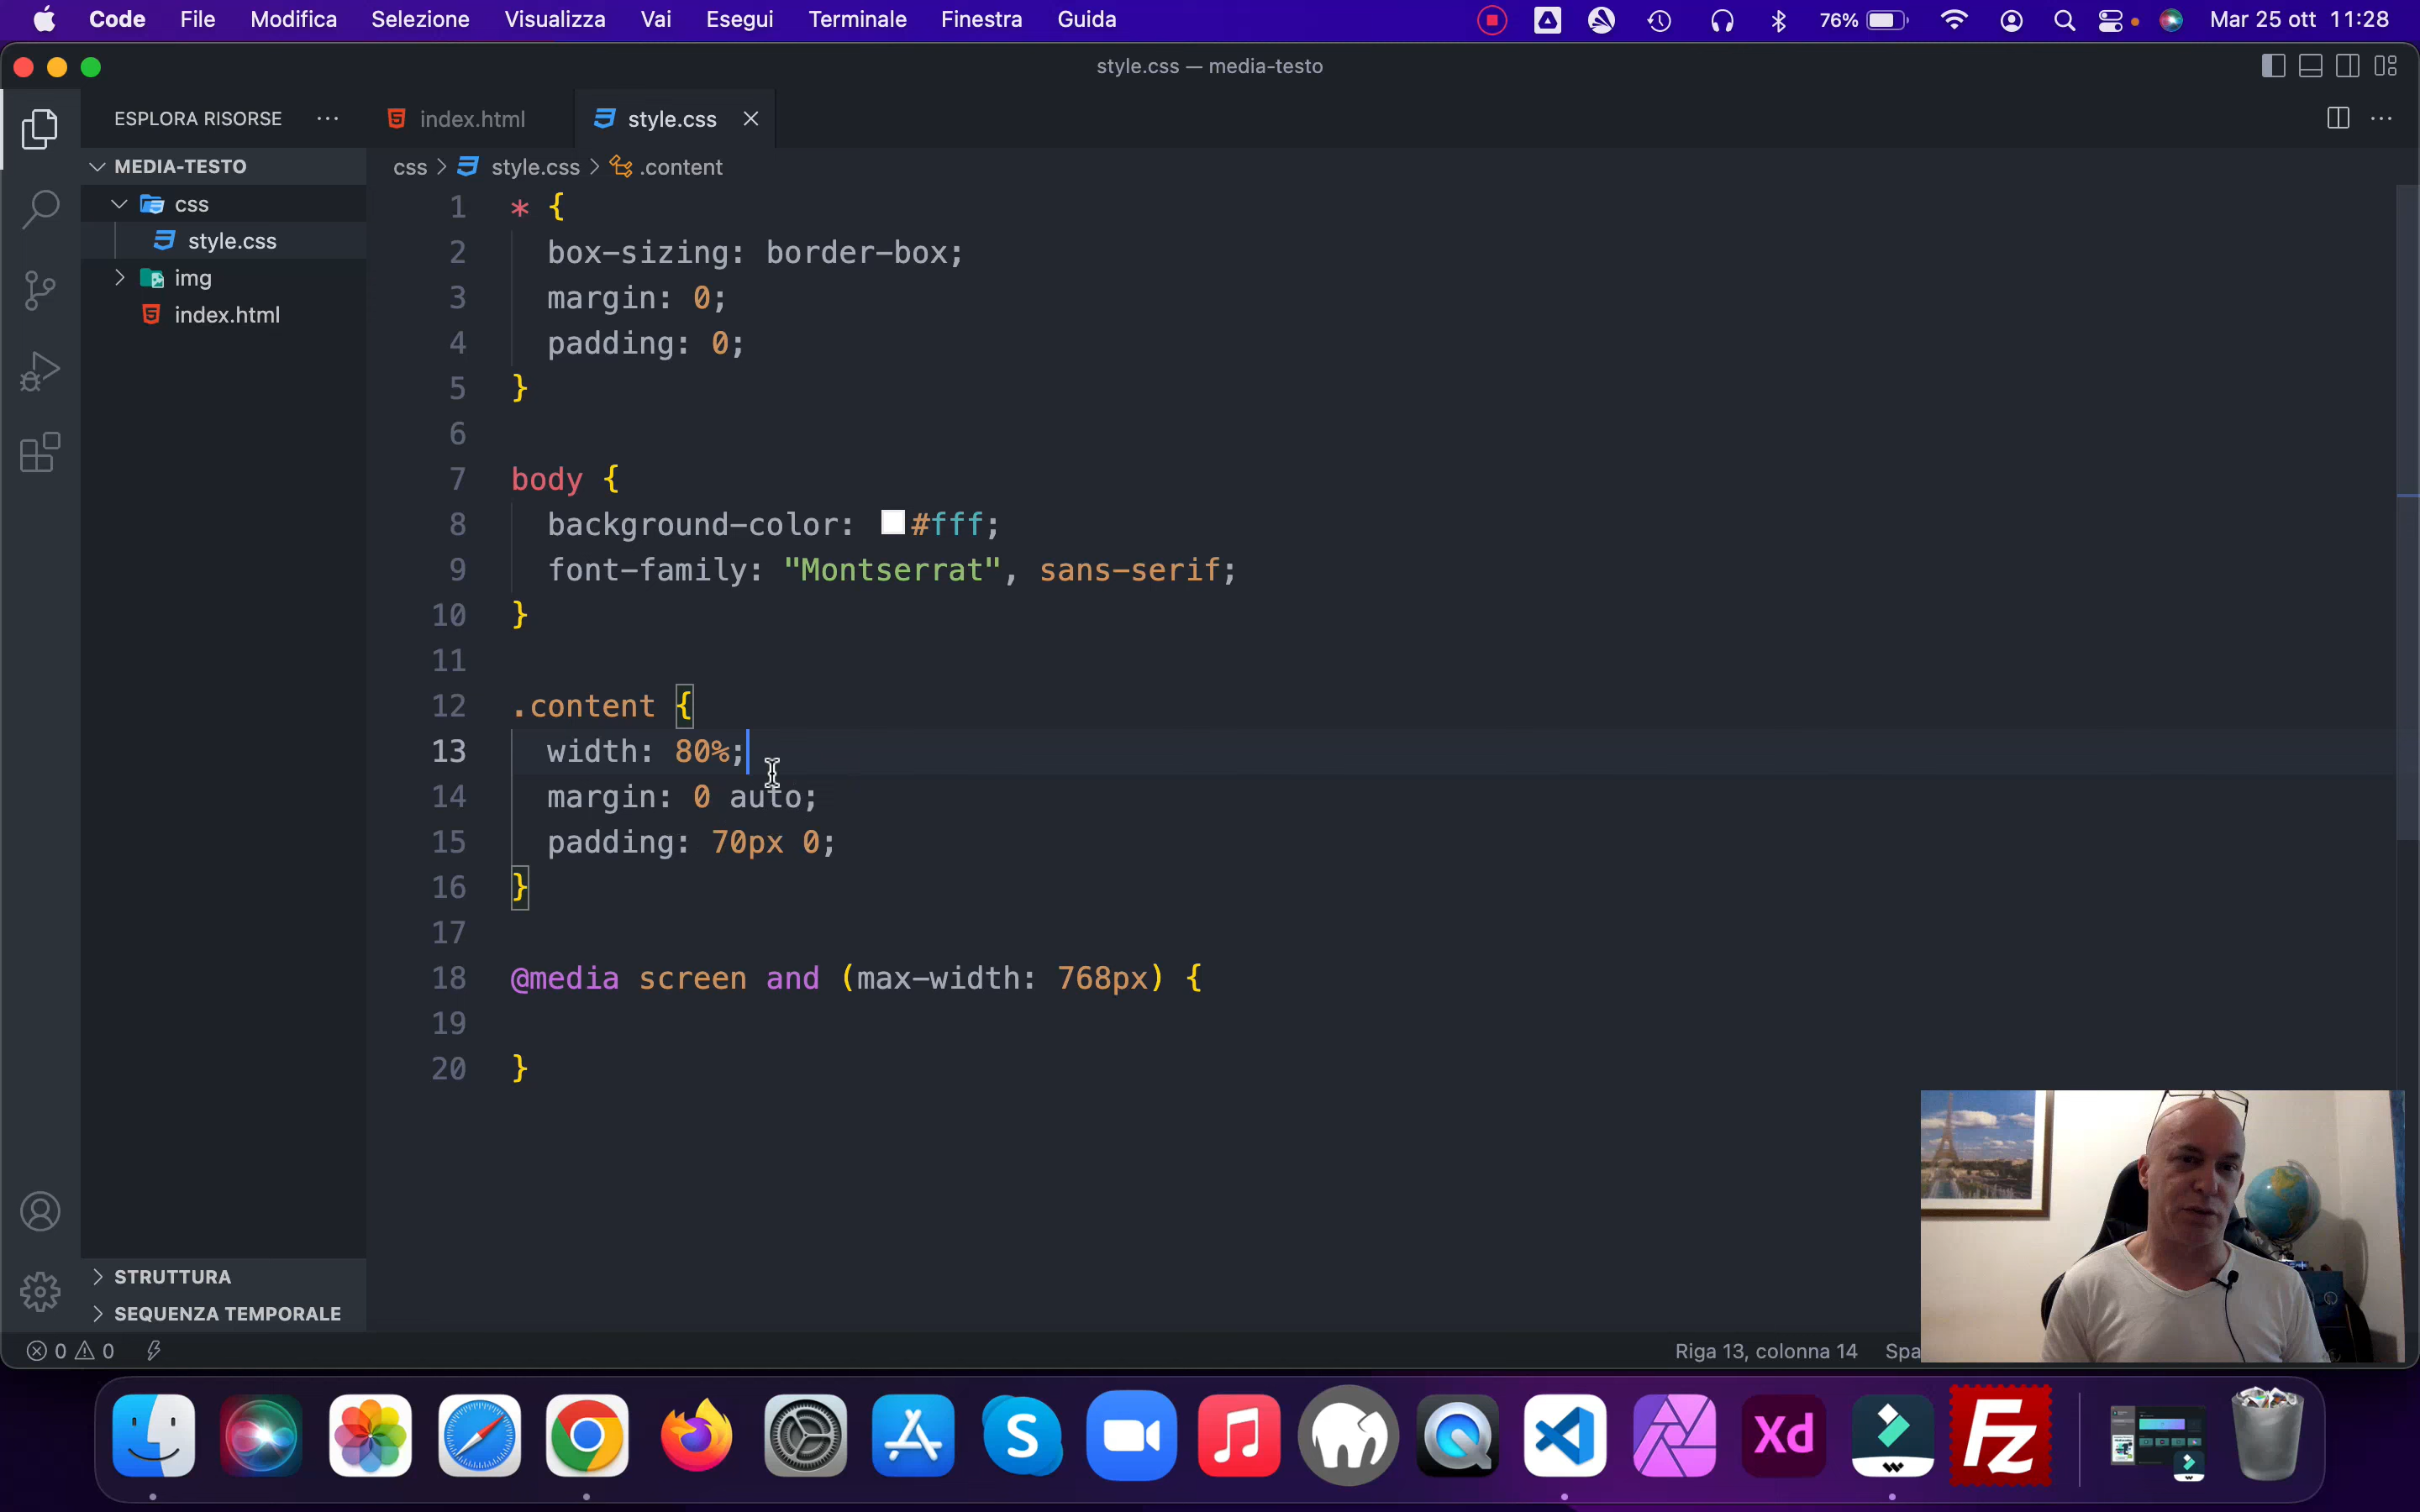 Code File Modifica Selezione Visualizza Vai Esegui Terminale Finestra Guida 76% Mar 25 ott 11:28
style.css — media-testo
ESPLORA RISORSE
index.html
style.css
MEDIA-TESTO
css
style.css
img
index.html
css > style.css > .content
1 * {
2 box-sizing: border-box;
3 margin: 0;
4 padding: 0;
5 }
6
7 body {
8 background-color: #fff;
9 font-family: "Montserrat", sans-serif;
10 }
11
12 .content {
13 width: 80%;
14 margin: 0 auto;
15 padding: 70px 0;
16 }
17
18 @media screen and (max-width: 768px) {
19
20 }
STRUTTURA
SEQUENZA TEMPORALE
0 0
Riga 13, colonna 14 Spa
S
Xd
Fz